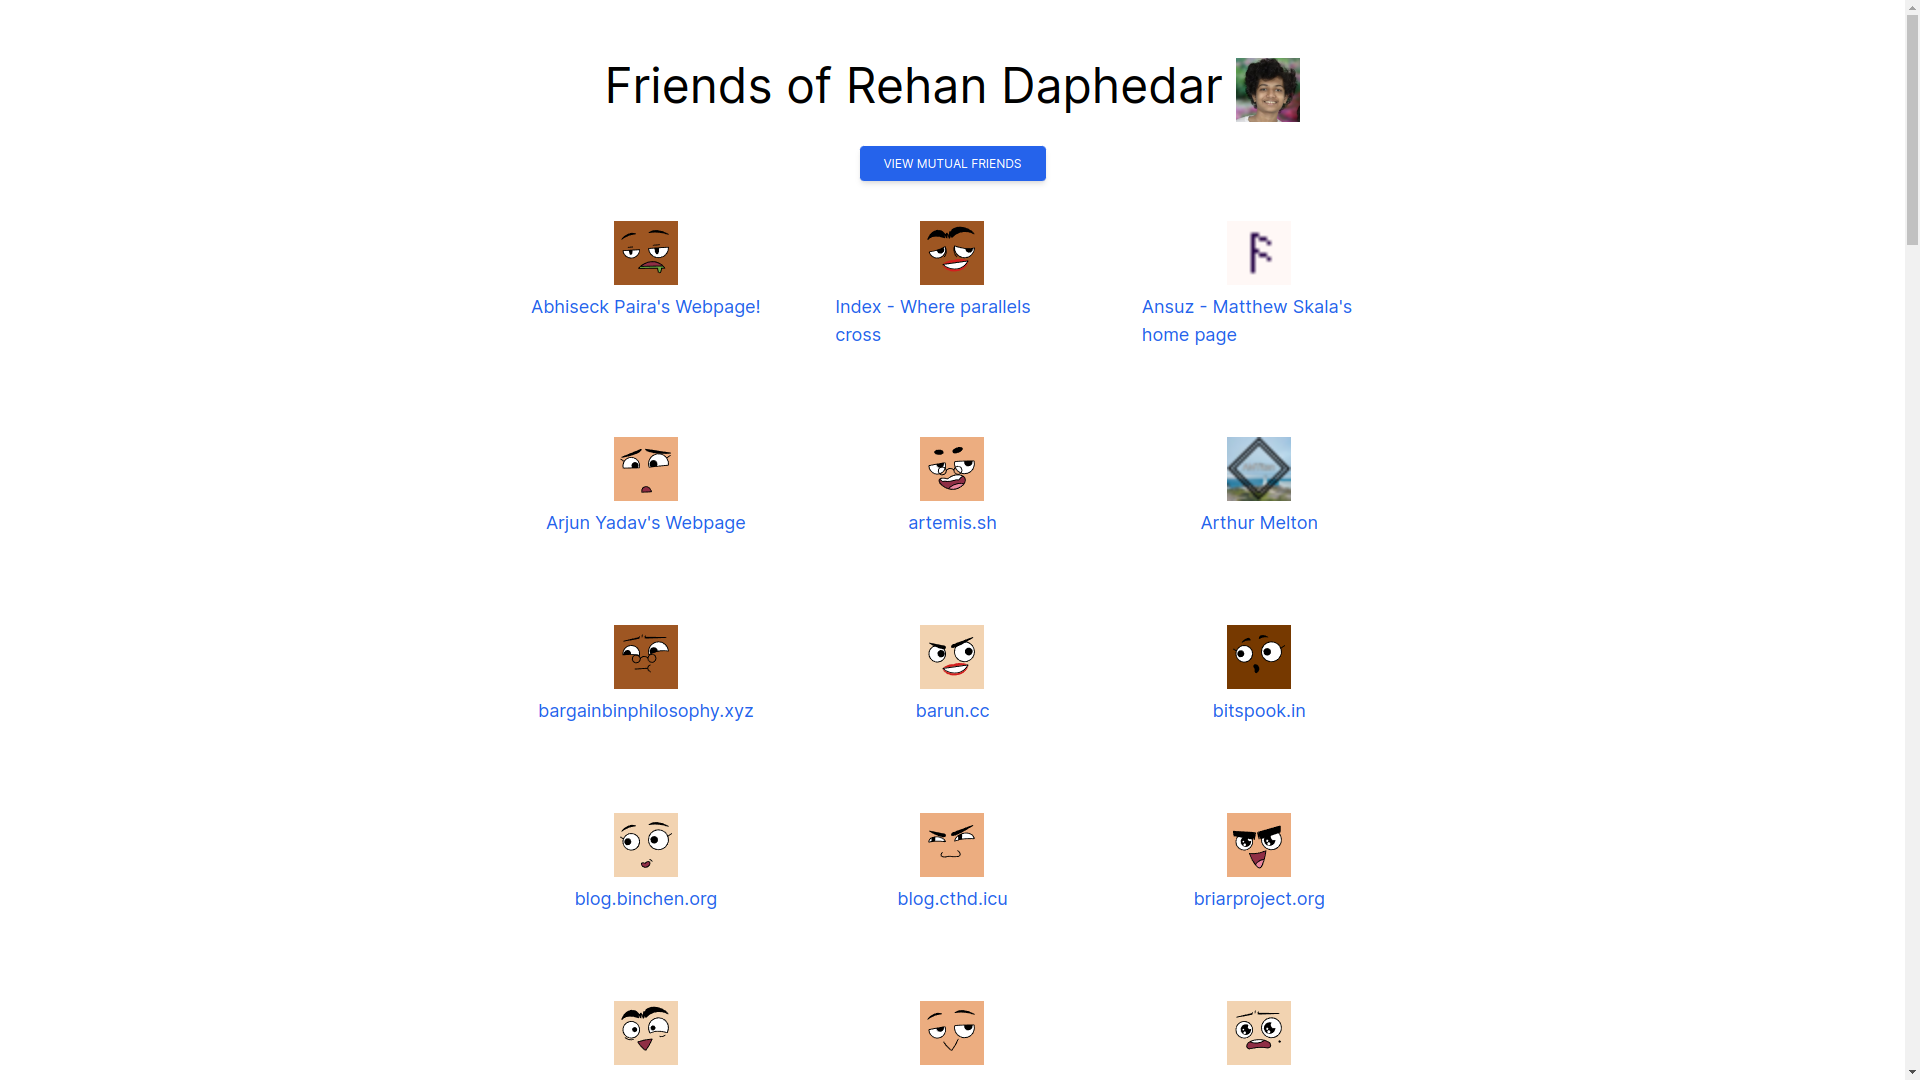 Friends of Rehan Daphedar
VIEW MUTUAL FRIENDS
Abhiseck Paira's Webpage!
Index - Where parallels
cross
Ansuz - Matthew Skala's
home page
Arjun Yadav's Webpage
artemis.sh
Arthur Melton
bargainbinphilosophy.xyz
barun.cc
bitspook.in
blog.binchen.org
blog.cthd.icu
briarproject.org